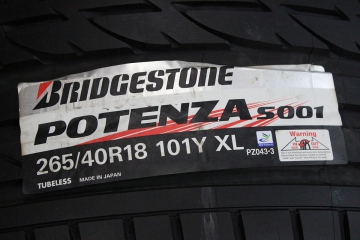 BRIDGESTONE
POTENZA S001
265/40R18 101Y XL
PZ043-3
TUBELESS MADE IN JAPAN
Warning